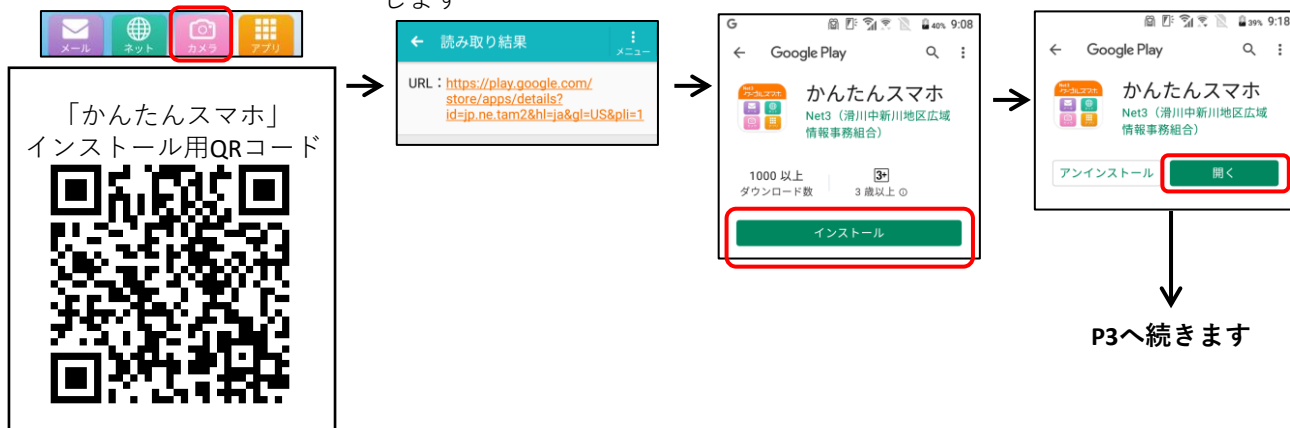 します
メール ネット カメラ アプリ
「かんたんスマホ」
インストール用QRコード
← 読み取り結果
メニュー
URL：https://play.google.com/
store/apps/details?
id=jp.ne.tam2&hl=ja&gl=US&pli=1
G 40% 9:08
Google Play
かんたんスマホ
Net3（滑川中新川地区広域
情報事務組合）
1000 以上
ダウンロード数
3+
3 歳以上
インストール
39% 9:18
Google Play
かんたんスマホ
Net3（滑川中新川地区広域
情報事務組合）
アンインストール
開く
P3へ続きます